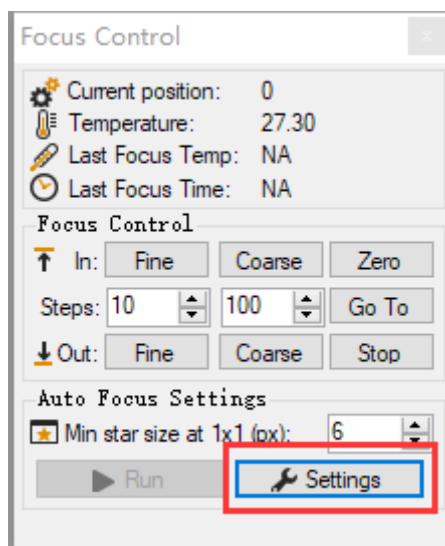 Focus Control
Current position: 0
Temperature: 27.30
Last Focus Temp: NA
Last Focus Time: NA
Focus Control
In: Fine Coarse Zero
Steps: 10 100 Go To
Out: Fine Coarse Stop
Auto Focus Settings
Min star size at 1x1 (px): 6
Run Settings